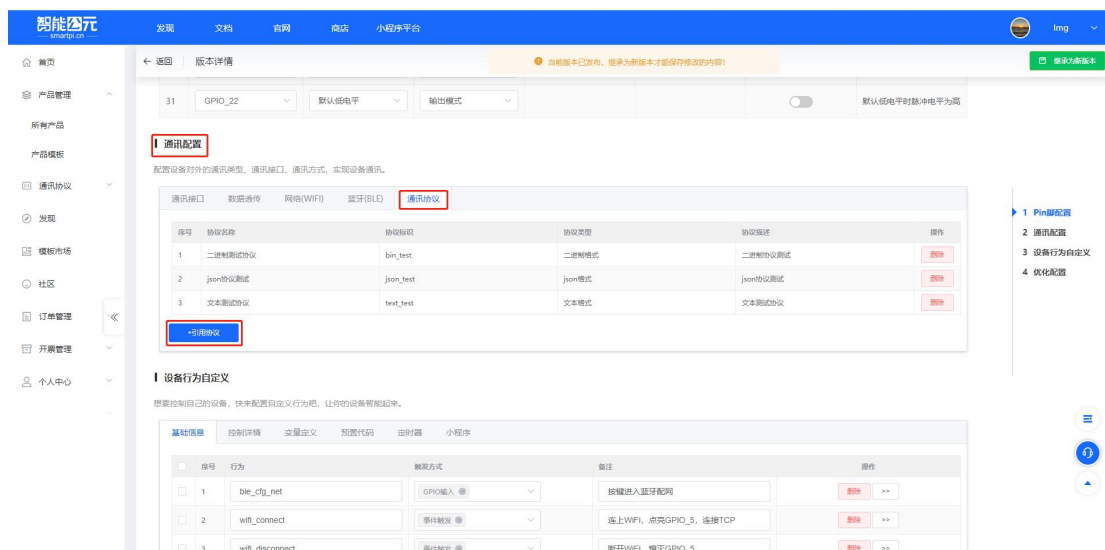 智能公元
smartpi.cn
发现 文档 官网 商店 小程序平台
lmg
首页
产品管理
所有产品
产品模板
通讯协议
发现
模板市场
社区
订单管理
开票管理
个人中心
← 返回 版本详情
当前版本已发布,继承为新版本才能保存修改的内容!
继承为新版本
31 GPIO_22 默认低电平 输出模式 默认低电平时脉冲电平为高
通讯配置
配置设备对外的通讯类型、通讯接口、通讯方式,实现设备通讯。
通讯接口 数据透传 网络(WIFI) 蓝牙(BLE) 通讯协议
序号 协议名称 协议标识 协议类型 协议描述 操作
1 二进制测试协议 bin_test 二进制格式 二进制协议测试 删除
2 json协议测试 json_test json格式 json协议测试 删除
3 文本测试协议 text_test 文本格式 文本测试协议 删除
+引用协议
设备行为自定义
想要控制自己的设备,快来配置自定义行为吧,让你的设备智能起来。
基础信息 控制详情 变量定义 预置代码 定时器 小程序
序号 行为 触发方式 备注 操作
1 ble_cfg_net GPIO输入 按键进入蓝牙配网 删除 >>
2 wifi_connect 事件触发 连上WiFi,点亮GPIO_5,连接TCP 删除 >>
3 wifi_disconnect 事件触发 断开WiFi,熄灭GPIO_5 删除 >>
1 Pin脚配置
2 通讯配置
3 设备行为自定义
4 优化配置